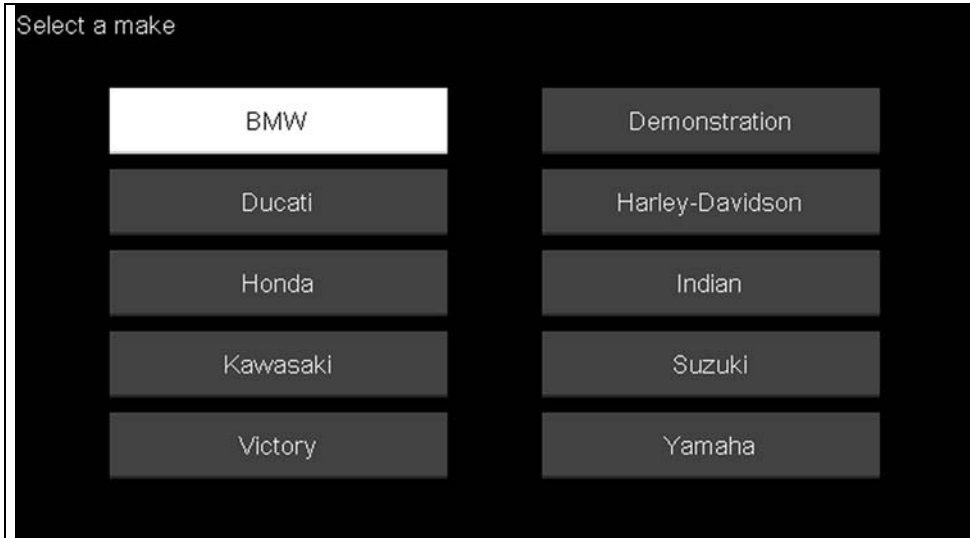 Select a make
BMW
Demonstration
Ducati
Harley-Davidson
Honda
Indian
Kawasaki
Suzuki
Victory
Yamaha